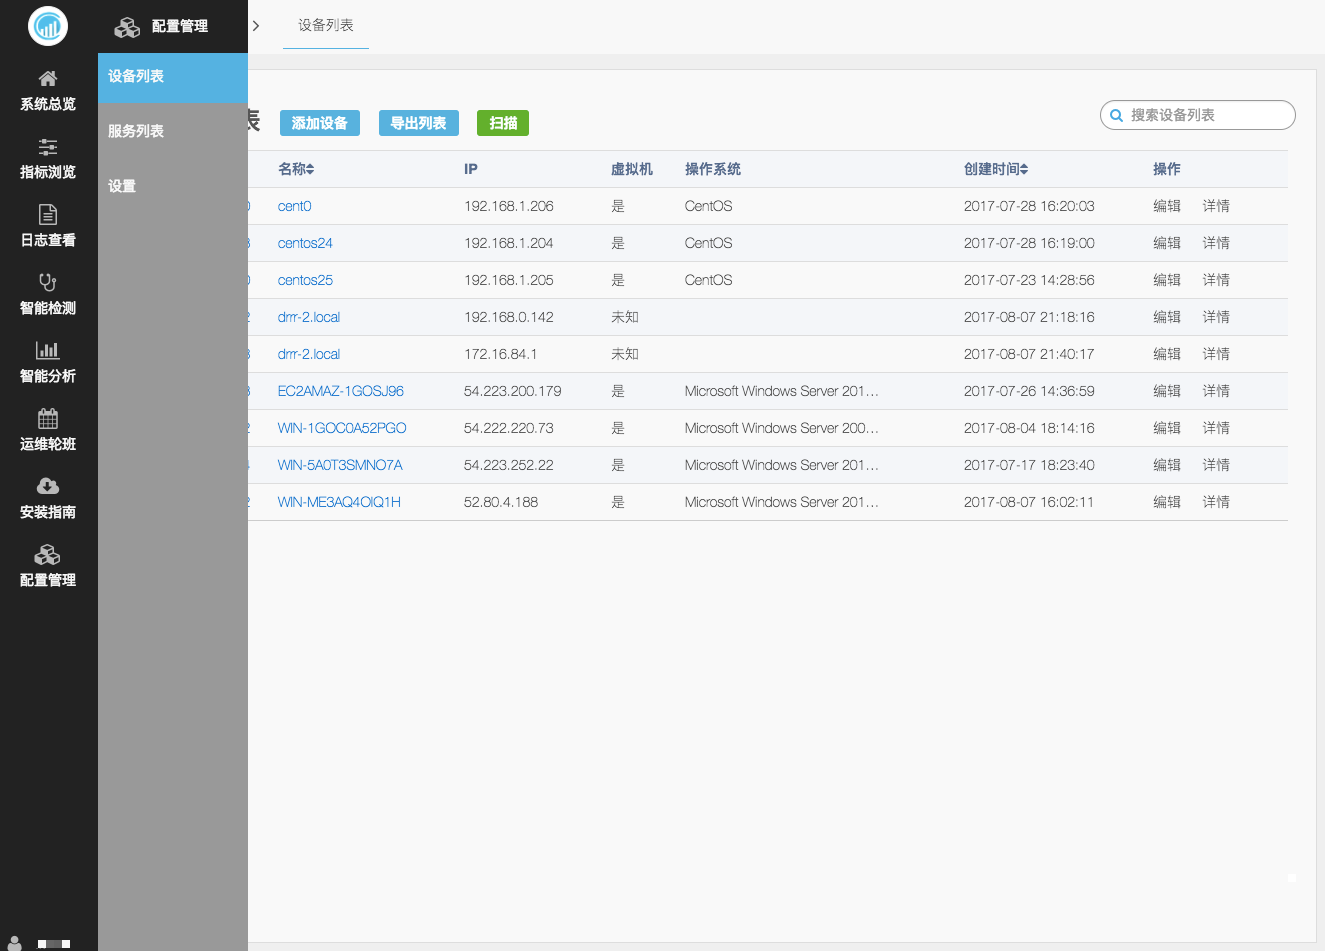 配置管理
设备列表
系统总览
指标浏览
日志查看
智能检测
智能分析
运维轮班
安装指南
配置管理
设备列表
服务列表
设置
表 添加设备 导出列表 扫描 搜索设备列表
名称 IP 虚拟机 操作系统 创建时间 操作
cent0 192.168.1.206 是 CentOS 2017-07-28 16:20:03 编辑 详情
centos24 192.168.1.204 是 CentOS 2017-07-28 16:19:00 编辑 详情
centos25 192.168.1.205 是 CentOS 2017-07-23 14:28:56 编辑 详情
drrr-2.local 192.168.0.142 未知 2017-08-07 21:18:16 编辑 详情
drrr-2.local 172.16.84.1 未知 2017-08-07 21:40:17 编辑 详情
EC2AMAZ-1GOSJ96 54.223.200.179 是 Microsoft Windows Server 201... 2017-07-26 14:36:59 编辑 详情
WIN-1GOC0A52PGO 54.222.220.73 是 Microsoft Windows Server 200... 2017-08-04 18:14:16 编辑 详情
WIN-5A0T3SMNO7A 54.223.252.22 是 Microsoft Windows Server 201... 2017-07-17 18:23:40 编辑 详情
WIN-ME3AQ4OIQ1H 52.80.4.188 是 Microsoft Windows Server 201... 2017-08-07 16:02:11 编辑 详情